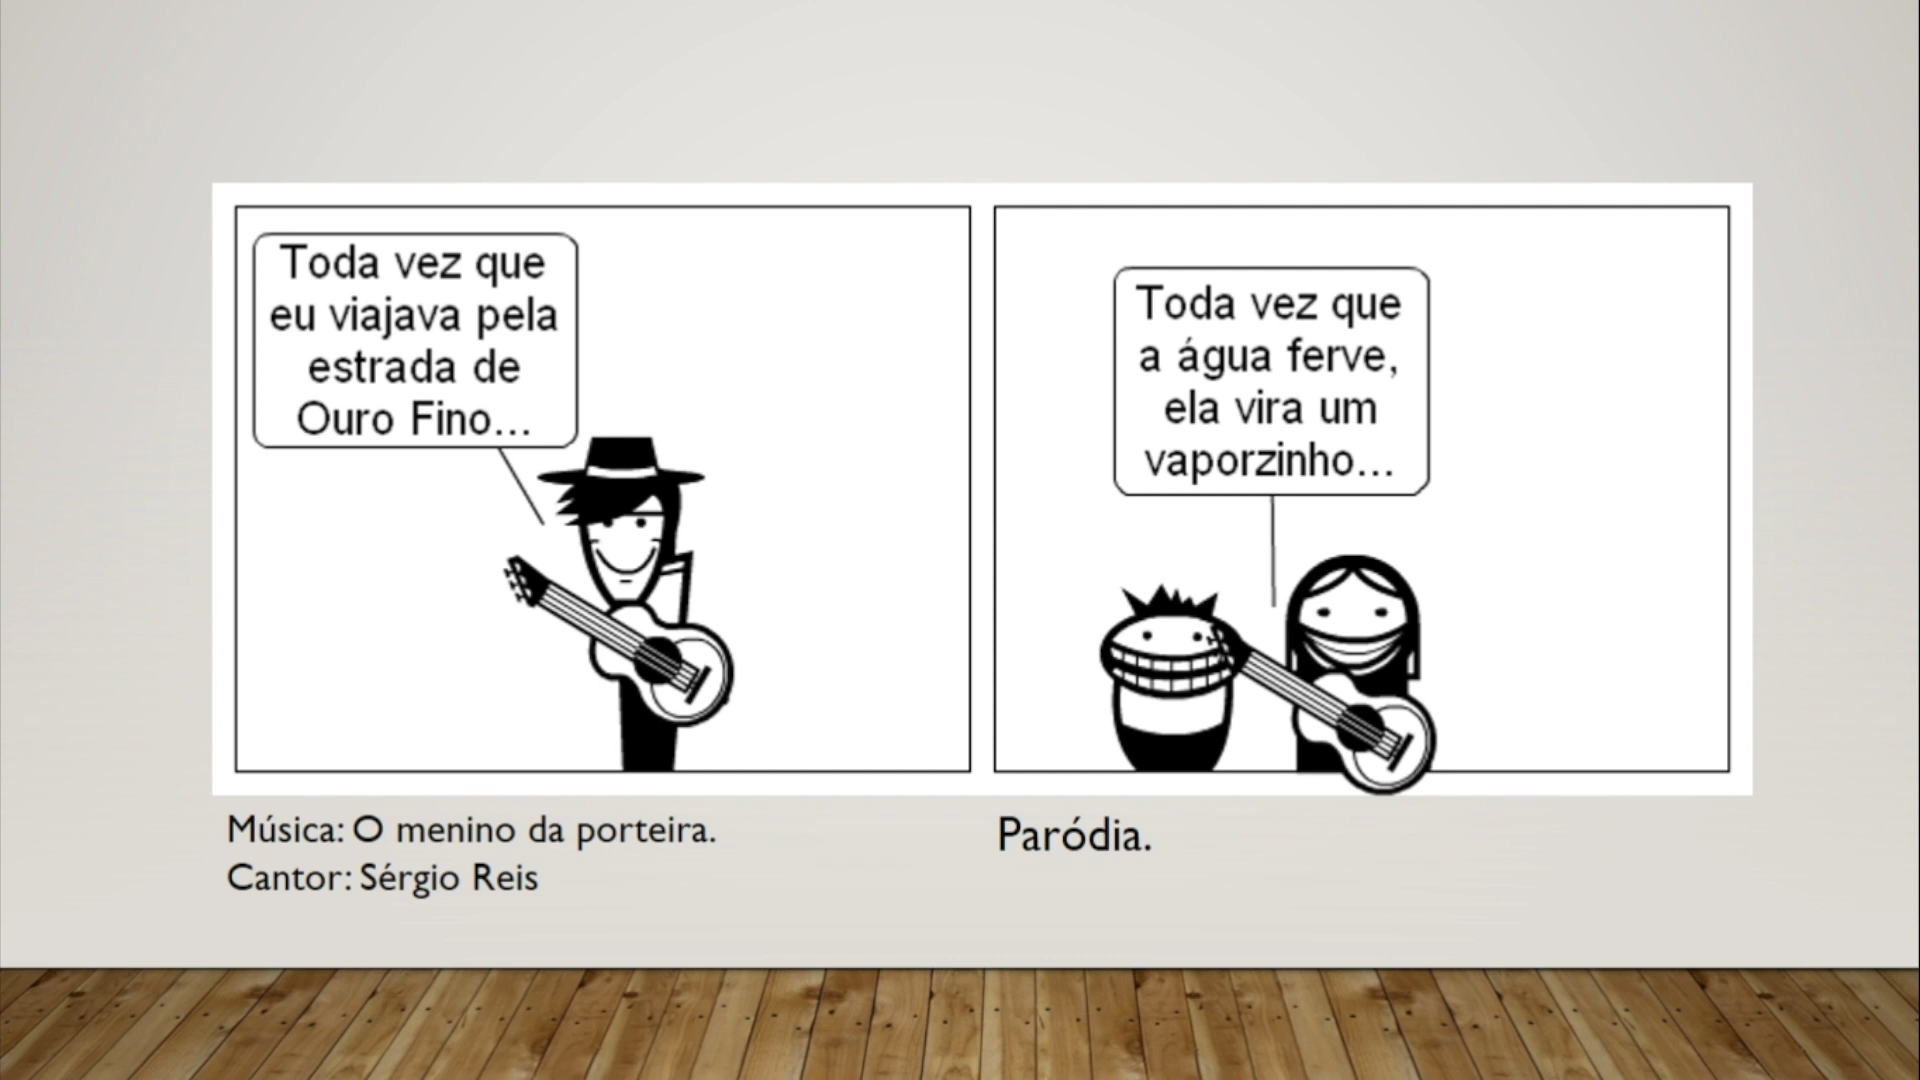 Toda vez que
eu viajava pela
estrada de
Ouro Fino...
Toda vez que
a água ferve,
ela vira um
vaporzinho...
Música: O menino da porteira.
Cantor: Sérgio Reis
Paródia.